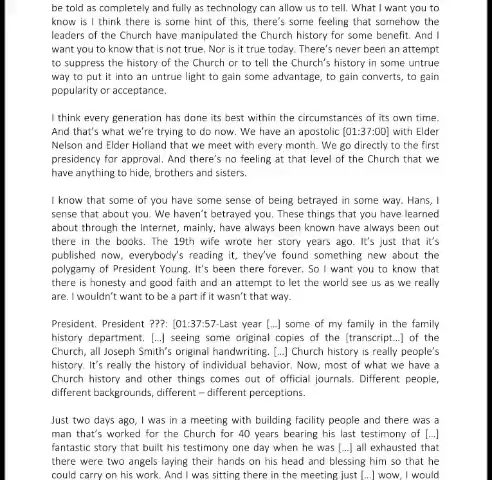 be told as completely and fully as technology can allow us to tell. What I want you to
know is I think there is some hint of this, there's some feeling that somehow the
leaders of the Church have manipulated the Church history for some benefit. And I
want you to know that is not true. Nor is it true today. There's never been an attempt
to suppress the history of the Church or to tell the Church's history in some untrue
way to put it into an untrue light to gain some advantage, to gain converts, to gain
popularity or acceptance.
I think every generation has done its best within the circumstances of its own time.
And that's what we're trying to do now. We have an apostolic [01:37:00] with Elder
Nelson and Elder Holland that we meet with every month. We go directly to the first
presidency for approval. And there's no feeling at that level of the Church that we
have anything to hide, brothers and sisters.
I know that some of you have some sense of being betrayed in some way. Hans, I
sense that about you. We haven't betrayed you. These things that you have learned
about through the Internet, mainly, have always been known have always been out
there in the books. The 19th wife wrote her story years ago. It's just that it's
published now, everybody's reading it, they've found something new about the
polygamy of President Young. It's been there forever. So I want you to know that
there is honesty and good faith and an attempt to let the world see us as we really
are. I wouldn't want to be a part if it wasn't that way.
President. President ???: [01:37:57-Last year [...] some of my family in the family
history department. [...] seeing some original copies of the [transcript...] of the
Church, all Joseph Smith's original handwriting. [...] Church history is really people's
history. It's really the history of individual behavior. Now, most of what we have a
Church history and other things comes out of official journals. Different people,
different backgrounds, different – different perceptions.
Just two days ago, I was in a meeting with building facility people and there was a
man that's worked for the Church for 40 years bearing his last testimony of [...]
fantastic story that built his testimony one day when he was [...] all exhausted that
there were two angels laying their hands on his head and blessing him so that he
could carry on his work. And I was sitting there in the meeting just [...] wow, I would